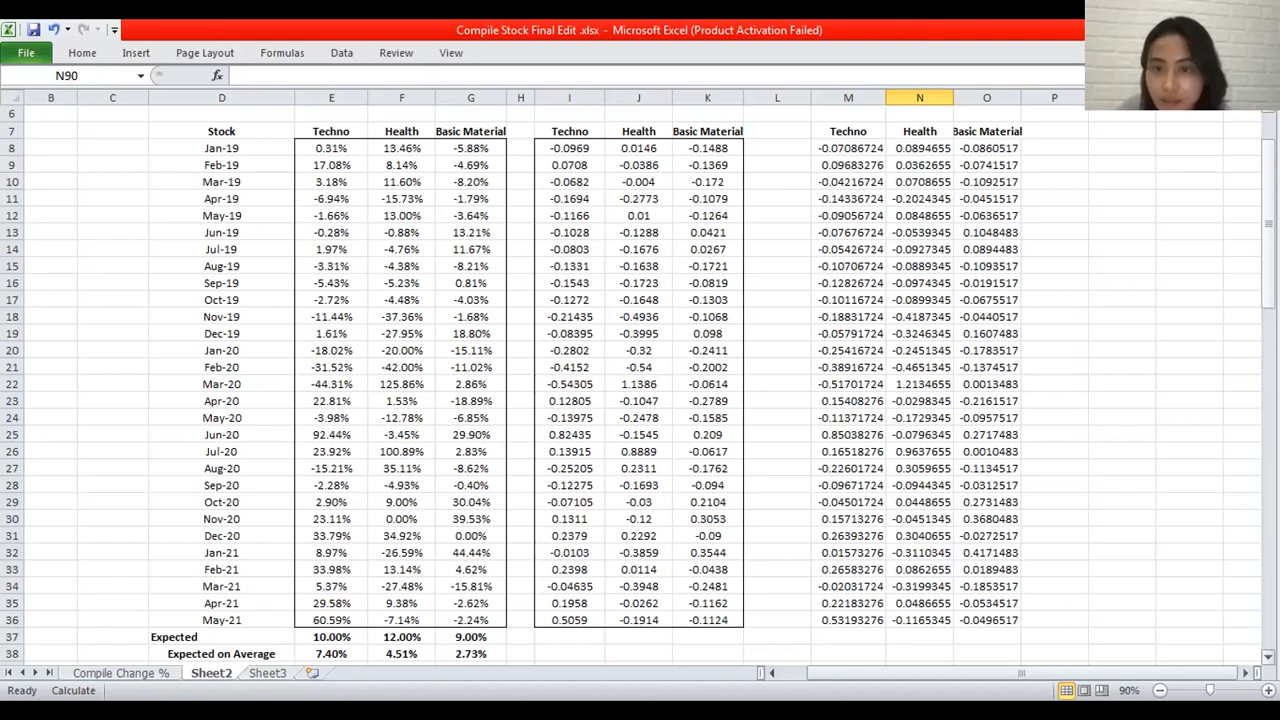 Compile Stock Final Edit .xlsx - Microsoft Excel (Product Activation Failed)
File Home Insert Page Layout Formulas Data Review View
N90 fx
B C D E F G H I J K L M N O P
6
7 Stock Techno Health Basic Material Techno Health Basic Material Techno Health Basic Material
8 Jan-19 0.31% 13.46% -5.88% -0.0969 0.0146 -0.1488 -0.07086724 0.0894655 -0.0860517
9 Feb-19 17.08% 8.14% -4.69% 0.0708 -0.0386 -0.1369 0.09683276 0.0362655 -0.0741517
10 Mar-19 3.18% 11.60% -8.20% -0.0682 -0.004 -0.172 -0.04216724 0.0708655 -0.1092517
11 Apr-19 -6.94% -15.73% -1.79% -0.1694 -0.2773 -0.1079 -0.14336724 -0.2024345 -0.0451517
12 May-19 -1.66% 13.00% -3.64% -0.1166 0.01 -0.1264 -0.09056724 0.0848655 -0.0636517
13 Jun-19 -0.28% -0.88% 13.21% -0.1028 -0.1288 0.0421 -0.07676724 -0.0539345 0.1048483
14 Jul-19 1.97% -4.76% 11.67% -0.0803 -0.1676 0.0267 -0.05426724 -0.0927345 0.0894483
15 Aug-19 -3.31% -4.38% -8.21% -0.1331 -0.1638 -0.1721 -0.10706724 -0.0889345 -0.1093517
16 Sep-19 -5.43% -5.23% 0.81% -0.1543 -0.1723 -0.0819 -0.12826724 -0.0974345 -0.0191517
17 Oct-19 -2.72% -4.48% -4.03% -0.1272 -0.1648 -0.1303 -0.10116724 -0.0899345 -0.0675517
18 Nov-19 -11.44% -37.36% -1.68% -0.21435 -0.4936 -0.1068 -0.18831724 -0.4187345 -0.0440517
19 Dec-19 1.61% -27.95% 18.80% -0.08395 -0.3995 0.098 -0.05791724 -0.3246345 0.1607483
20 Jan-20 -18.02% -20.00% -15.11% -0.2802 -0.32 -0.2411 -0.25416724 -0.2451345 -0.1783517
21 Feb-20 -31.52% -42.00% -11.02% -0.4152 -0.54 -0.2002 -0.38916724 -0.4651345 -0.1374517
22 Mar-20 -44.31% 125.86% 2.86% -0.54305 1.1386 -0.0614 -0.51701724 1.2134655 0.0013483
23 Apr-20 22.81% 1.53% -18.89% 0.12805 -0.1047 -0.2789 0.15408276 -0.0298345 -0.2161517
24 May-20 -3.98% -12.78% -6.85% -0.13975 -0.2478 -0.1585 -0.11371724 -0.1729345 -0.0957517
25 Jun-20 92.44% -3.45% 29.90% 0.82435 -0.1545 0.209 0.85038276 -0.0796345 0.2717483
26 Jul-20 23.92% 100.89% 2.83% 0.13915 0.8889 -0.0617 0.16518276 0.9637655 0.0010483
27 Aug-20 -15.21% 35.11% -8.62% -0.25205 0.2311 -0.1762 -0.22601724 0.3059655 -0.1134517
28 Sep-20 -2.28% -4.93% -0.40% -0.12275 -0.1693 -0.094 -0.09671724 -0.0944345 -0.0312517
29 Oct-20 2.90% 9.00% 30.04% -0.07105 -0.03 0.2104 -0.04501724 0.0448655 0.2731483
30 Nov-20 23.11% 0.00% 39.53% 0.1311 -0.12 0.3053 0.15713276 -0.0451345 0.3680483
31 Dec-20 33.79% 34.92% 0.00% 0.2379 0.2292 -0.09 0.26393276 0.3040655 -0.0272517
32 Jan-21 8.97% -26.59% 44.44% -0.0103 -0.3859 0.3544 0.01573276 -0.3110345 0.4171483
33 Feb-21 33.98% 13.14% 4.62% 0.2398 0.0114 -0.0438 0.26583276 0.0862655 0.0189483
34 Mar-21 5.37% -27.48% -15.81% -0.04635 -0.3948 -0.2481 -0.02031724 -0.3199345 -0.1853517
35 Apr-21 29.58% 9.38% -2.62% 0.1958 -0.0262 -0.1162 0.22183276 0.0486655 -0.0534517
36 May-21 60.59% -7.14% -2.24% 0.5059 -0.1914 -0.1124 0.53193276 -0.1165345 -0.0496517
37 Expected 10.00% 12.00% 9.00%
38 Expected on Average 7.40% 4.51% 2.73%
Compile Change % Sheet2 Sheet3
Ready Calculate 90%